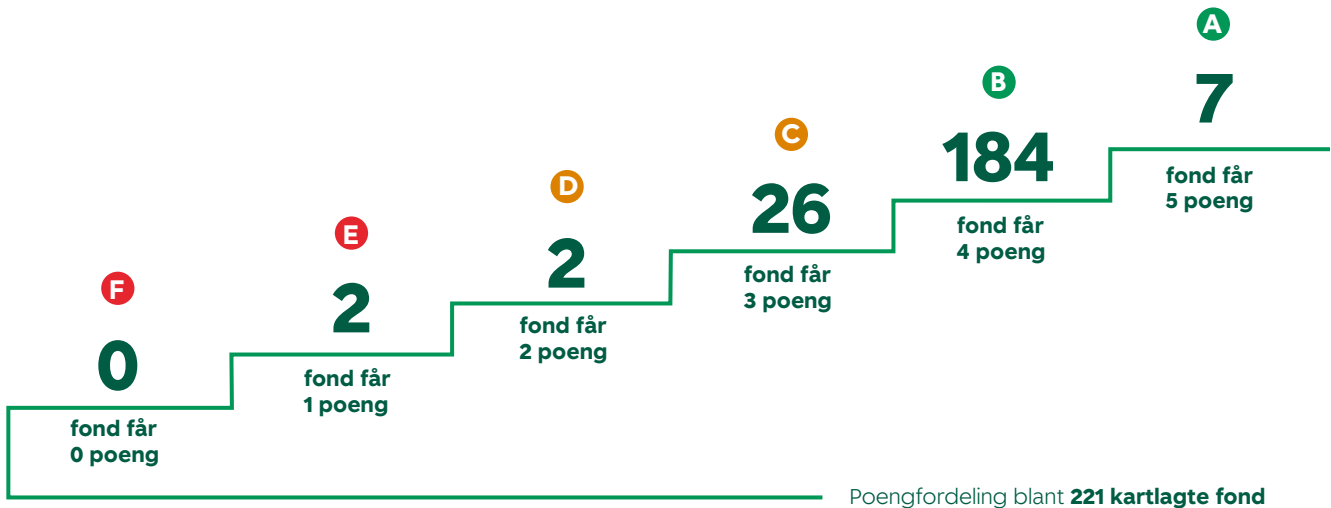 F
0
fond får
0 poeng
E
2
fond får
1 poeng
D
2
fond får
2 poeng
C
26
fond får
3 poeng
B
184
fond får
4 poeng
A
7
fond får
5 poeng
Poengfordeling blant 221 kartlagte fond